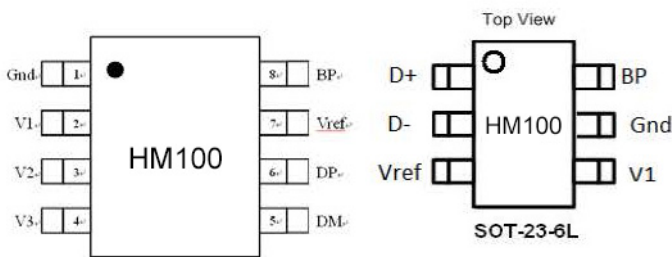 Gnd 1 8 BP
V1 2 7 Vref
HM100
V2 3 6 DP
V3 4 5 DM
Top View
D+ BP
D- HM100 Gnd
Vref V1
SOT-23-6L